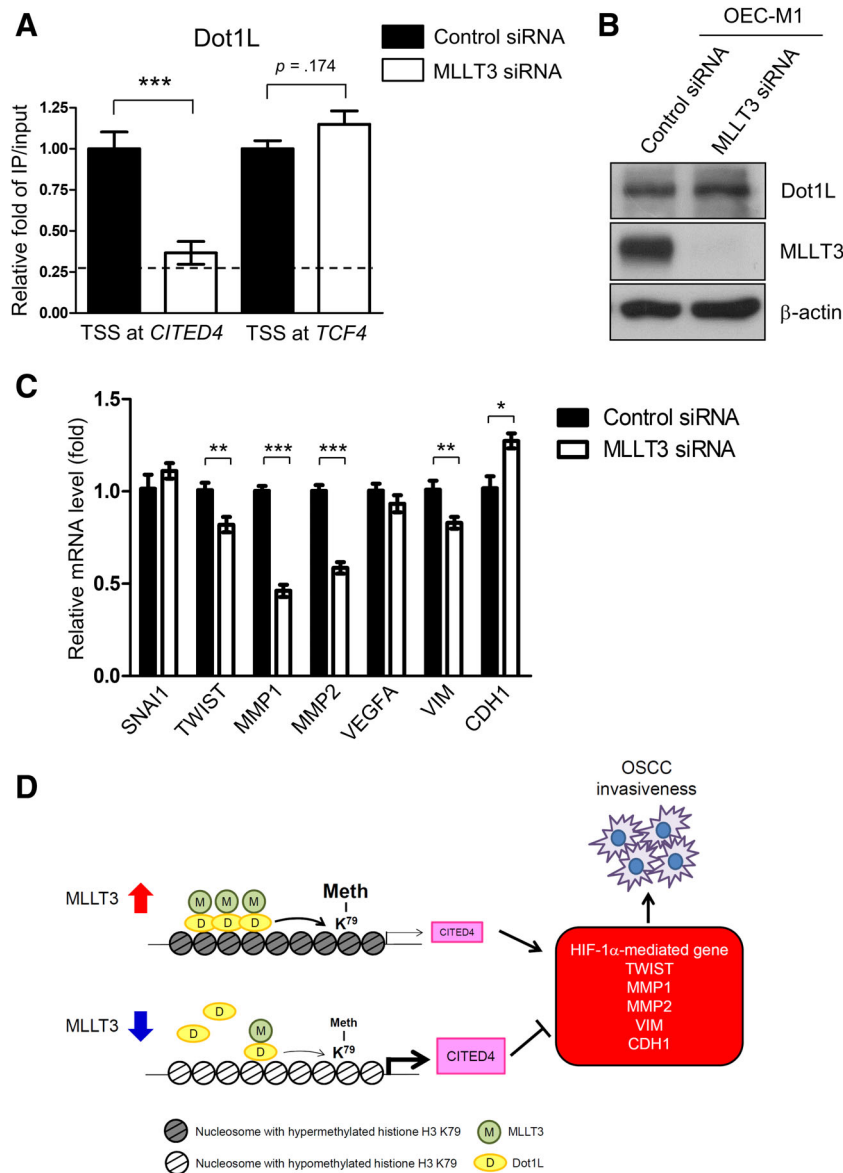 A
Dot1L
Control siRNA
MLLT3 siRNA
***
p = .174
Relative fold of IP/input
1.25
1.00
0.75
0.50
0.25
0.00
TSS at CITED4
TSS at TCF4
B
OEC-M1
Control siRNA
MLLT3 siRNA
Dot1L
MLLT3
β-actin
C
Control siRNA
MLLT3 siRNA
Relative mRNA level (fold)
1.5
1.0
0.5
0.0
**
***
***
**
*
SNAI1
TWIST
MMP1
MMP2
VEGFA
VIM
CDH1
D
OSCC
invasiveness
MLLT3
M M M
D D D
Meth
K79
CITED4
HIF-1α-mediated gene
TWIST
MMP1
MMP2
VIM
CDH1
MLLT3
D
D
M
D
Meth
K79
CITED4
Nucleosome with hypermethylated histione H3 K79
M MLLT3
Nucleosome with hypomethylated histione H3 K79
D Dot1L